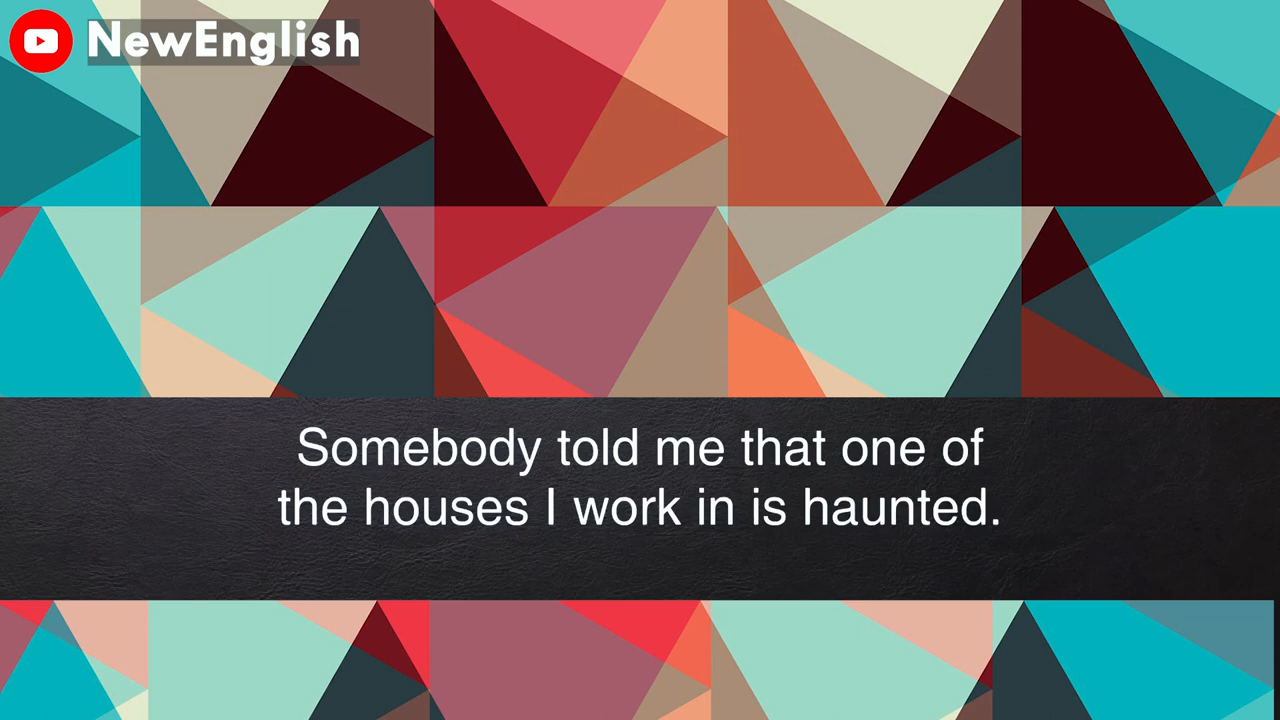 NewEnglish
Somebody told me that one of
the houses I work in is haunted.